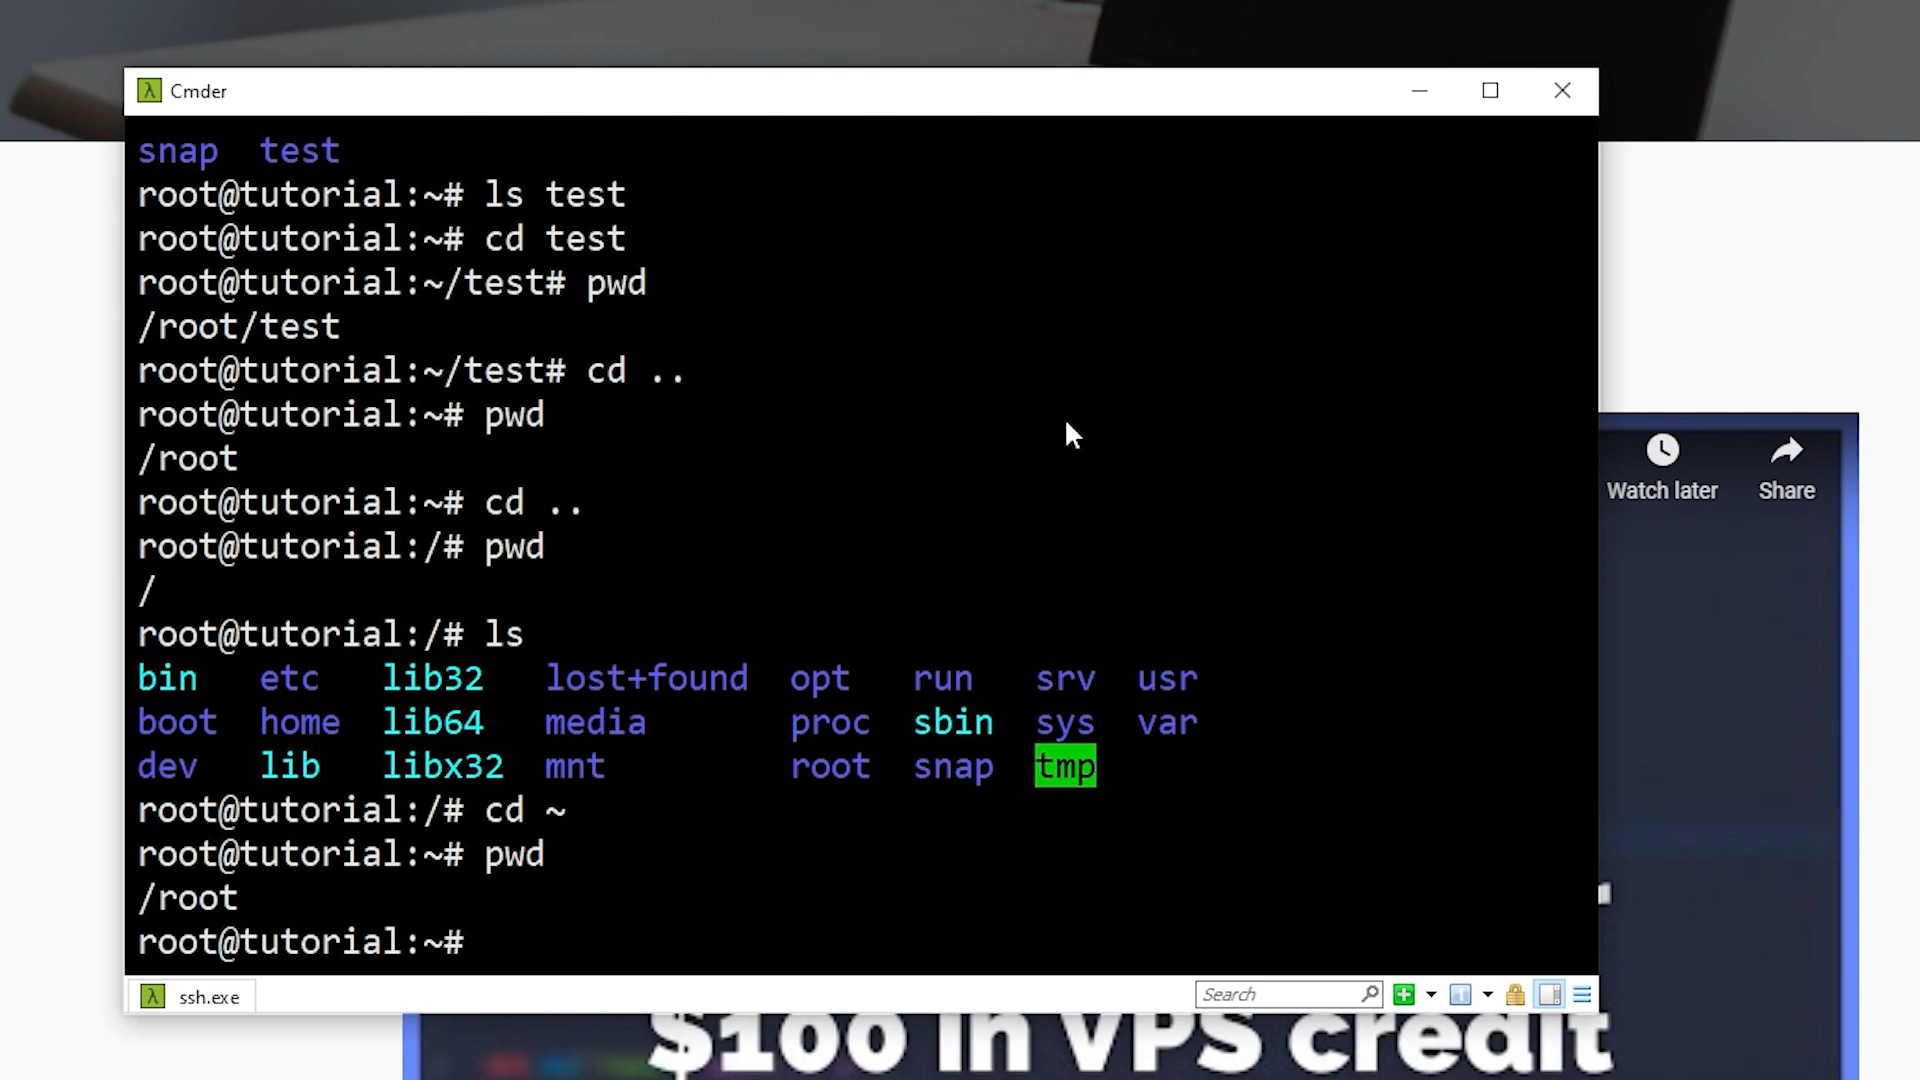 Cmder
snap test
root@tutorial:~# ls test
root@tutorial:~# cd test
root@tutorial:~/test# pwd
/root/test
root@tutorial:~/test# cd ..
root@tutorial:~# pwd
/root
root@tutorial:~# cd ..
root@tutorial:/# pwd
/
root@tutorial:/# ls
bin etc lib32 lost+found opt run srv usr
boot home lib64 media proc sbin sys var
dev lib libx32 mnt root snap tmp
root@tutorial:/# cd ~
root@tutorial:~# pwd
/root
root@tutorial:~#
Watch later Share
ssh.exe Search
$100 in VPS credit